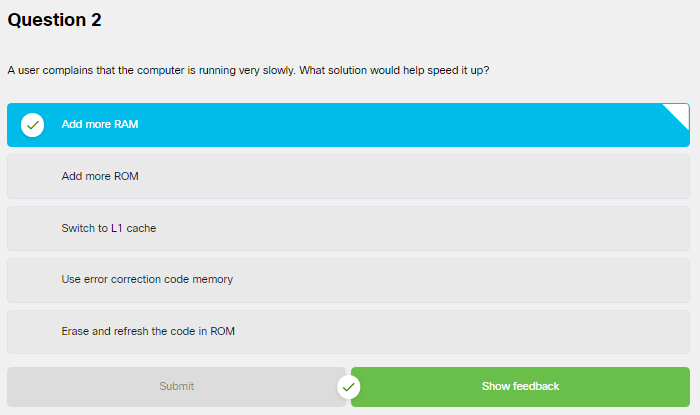 Question 2
A user complains that the computer is running very slowly. What solution would help speed it up?
Add more RAM
Add more ROM
Switch to L1 cache
Use error correction code memory
Erase and refresh the code in ROM
Submit
Show feedback